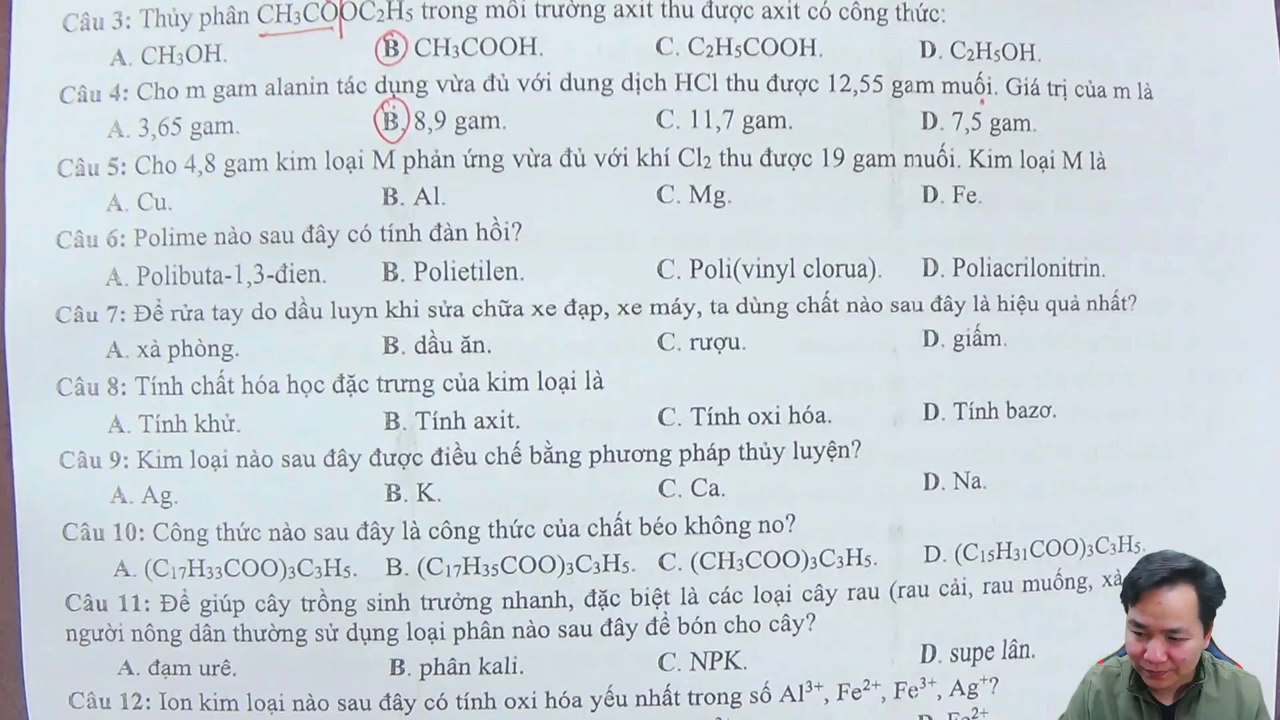 Câu 3: Thủy phân CH3COOC2H5 trong môi trường axit thu được axit có công thức:
A. CH3OH. B. CH3COOH. C. C2H5COOH. D. C2H5OH.
Câu 4: Cho m gam alanin tác dụng vừa đủ với dung dịch HCl thu được 12,55 gam muối. Giá trị của m là
A. 3,65 gam. B. 8,9 gam. C. 11,7 gam. D. 7,5 gam.
Câu 5: Cho 4,8 gam kim loại M phản ứng vừa đủ với khí Cl2 thu được 19 gam muối. Kim loại M là
A. Cu. B. Al. C. Mg. D. Fe.
Câu 6: Polime nào sau đây có tính đàn hồi?
A. Polibuta-1,3-đien. B. Polietilen. C. Poli(vinyl clorua). D. Poliacrilonitrin.
Câu 7: Để rửa tay do dầu luyn khi sửa chữa xe đạp, xe máy, ta dùng chất nào sau đây là hiệu quả nhất?
A. xà phòng. B. dầu ăn. C. rượu. D. giấm.
Câu 8: Tính chất hóa học đặc trưng của kim loại là
A. Tính khử. B. Tính axit. C. Tính oxi hóa. D. Tính bazơ.
Câu 9: Kim loại nào sau đây được điều chế bằng phương pháp thủy luyện?
A. Ag. B. K. C. Ca. D. Na.
Câu 10: Công thức nào sau đây là công thức của chất béo không no?
A. (C17H33COO)3C3H5. B. (C17H35COO)3C3H5. C. (CH3COO)3C3H5. D. (C15H31COO)3C3H5.
Câu 11: Để giúp cây trồng sinh trưởng nhanh, đặc biệt là các loại cây rau (rau cải, rau muống, xà
người nông dân thường sử dụng loại phân nào sau đây để bón cho cây?
A. đạm urê. B. phân kali. C. NPK. D. supe lân.
Câu 12: Ion kim loại nào sau đây có tính oxi hóa yếu nhất trong số Al3+, Fe2+, Fe3+, Ag+?
D. Fe2+